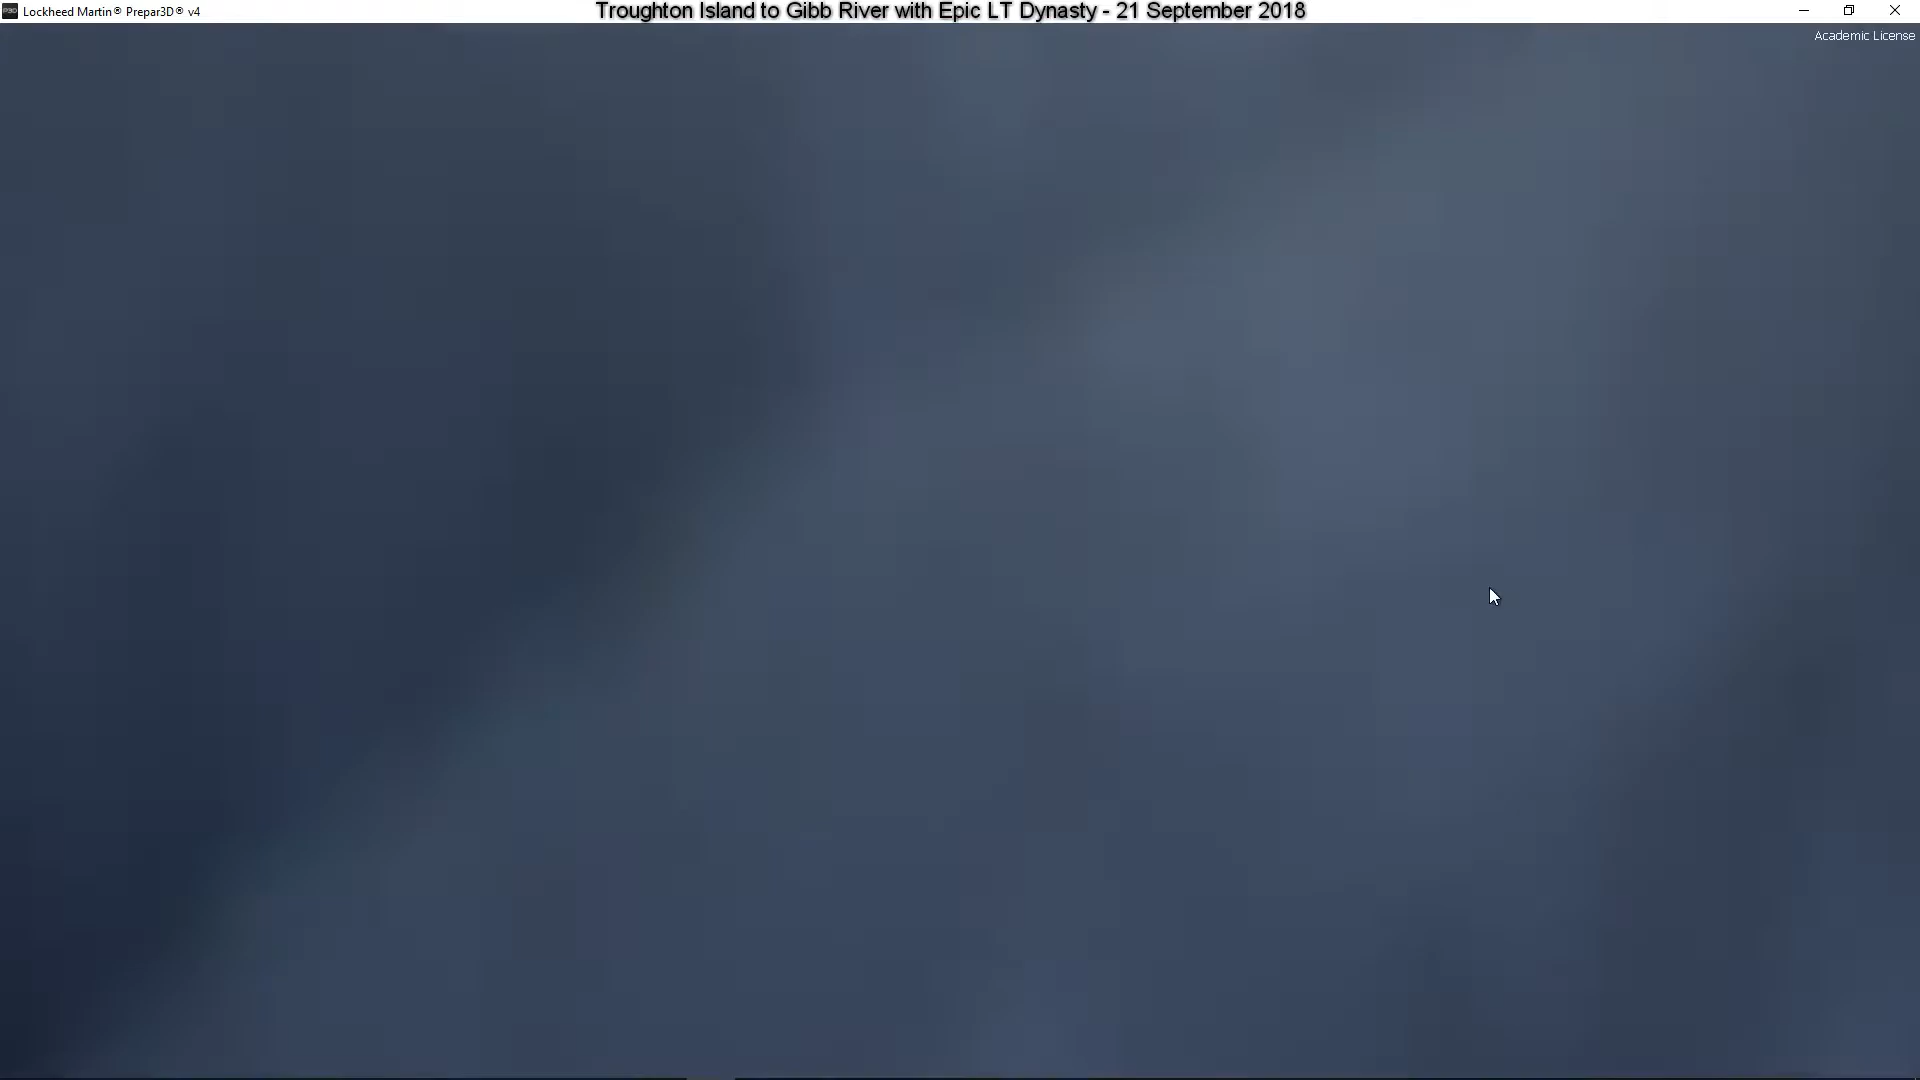 Lockheed Martin® Prepar3D® v4
Troughton Island to Gibb River with Epic LT Dynasty - 21 September 2018
Academic License